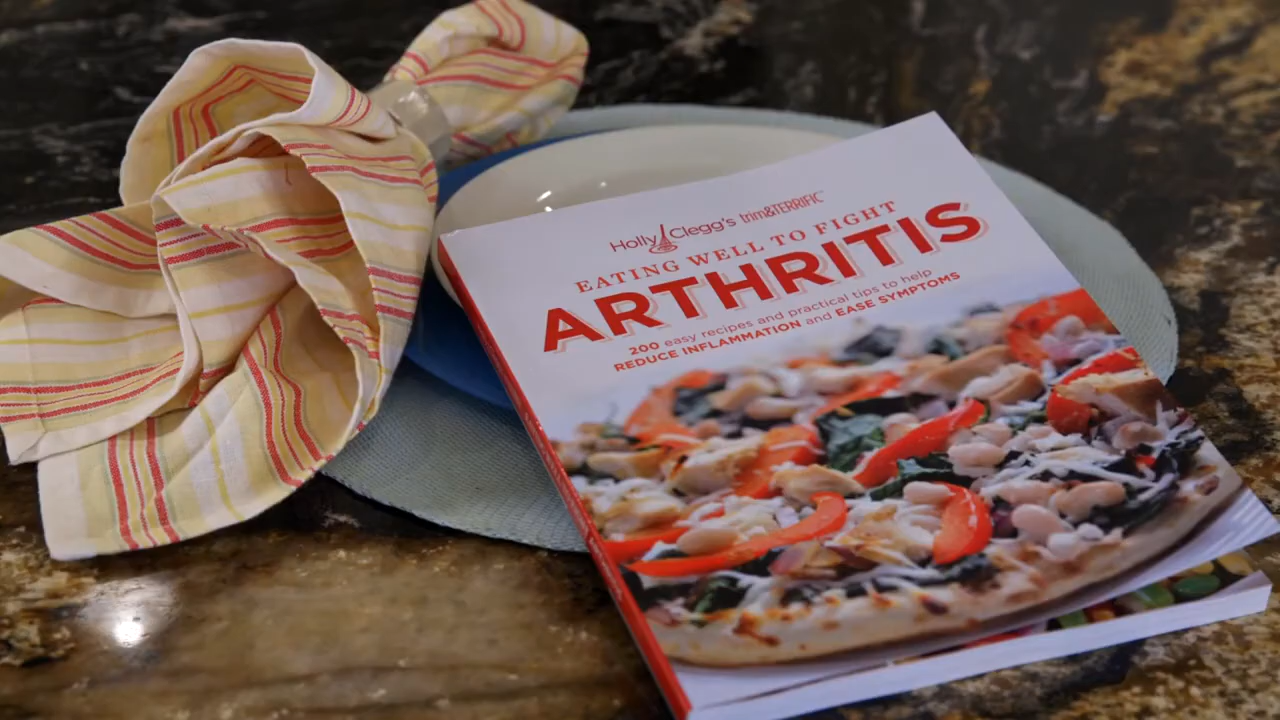 Holly Clegg's trim&TERRIFIC™
EATING WELL TO FIGHT
ARTHRITIS
200 easy recipes and practical tips to help
REDUCE INFLAMMATION and EASE SYMPTOMS